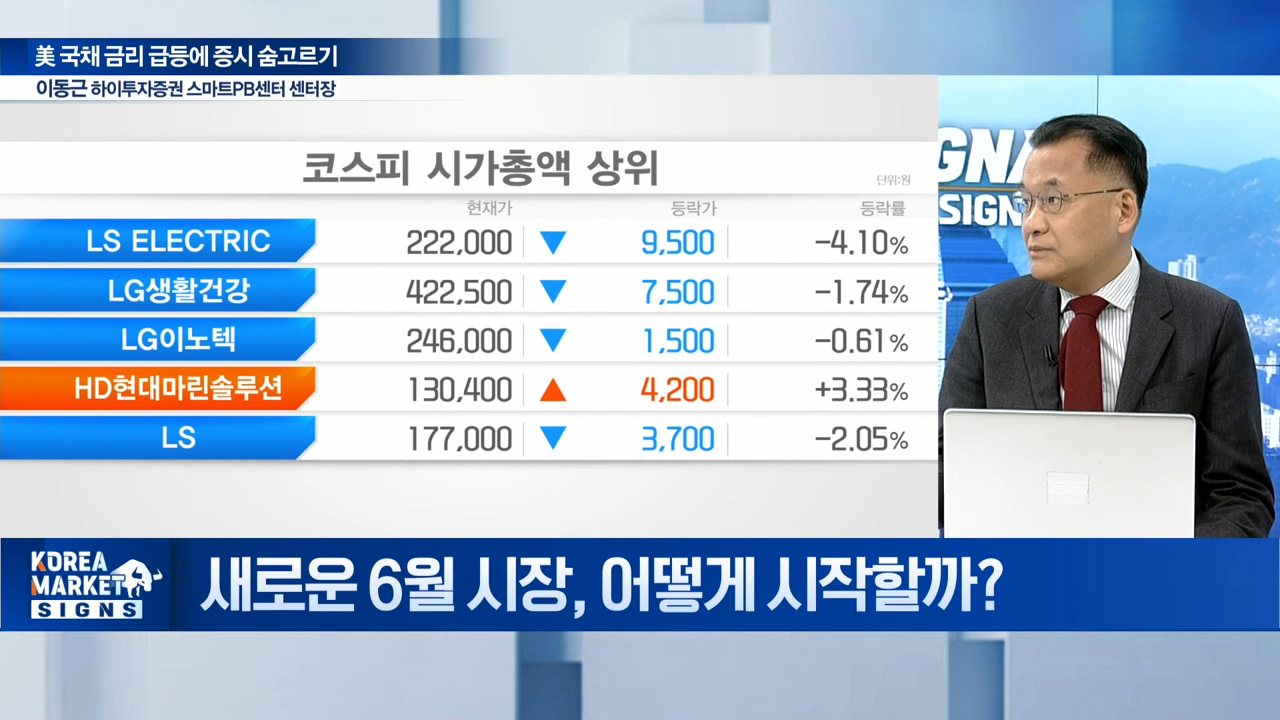 美 국채 금리 급등에 증시 숨고르기
이동근 하이투자증권 스마트PB센터 센터장
코스피 시가총액 상위
단위:원
현재가 등락가 등락률
LS ELECTRIC 222,000 ▼ 9,500 -4.10%
LG생활건강 422,500 ▼ 7,500 -1.74%
LG이노텍 246,000 ▼ 1,500 -0.61%
HD현대마린솔루션 130,400 ▲ 4,200 +3.33%
LS 177,000 ▼ 3,700 -2.05%
SIGN
KOREA
MARKET
SIGNS
새로운 6월 시장, 어떻게 시작할까?